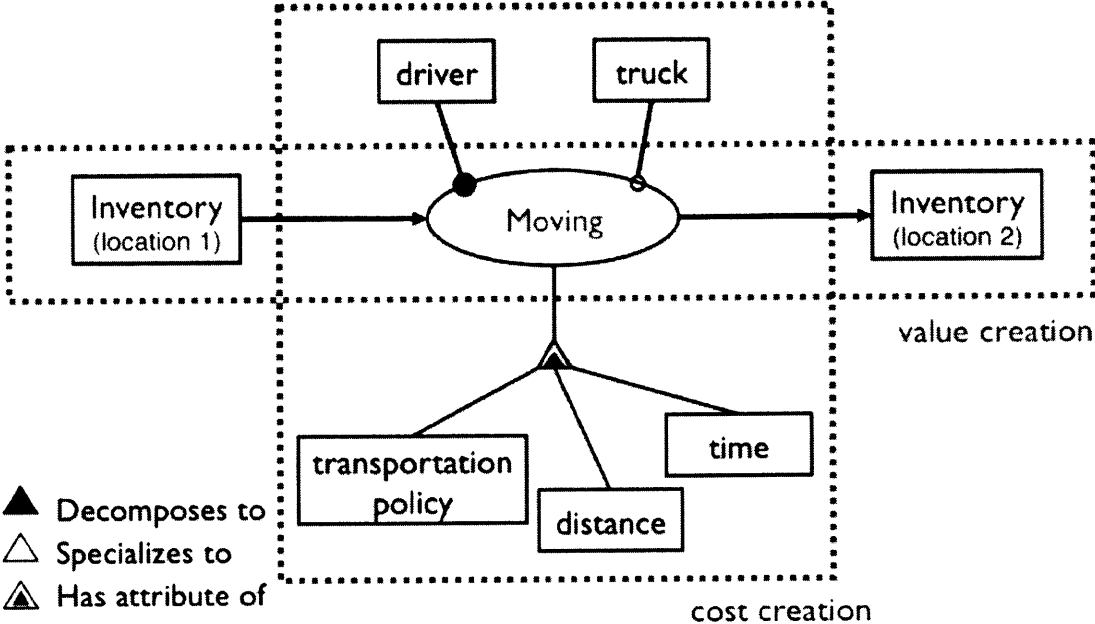 driver
truck
Inventory
(location 1)
Moving
Inventory
(location 2)
value creation
transportation
policy
distance
time
Decomposes to
Specializes to
Has attribute of
cost creation